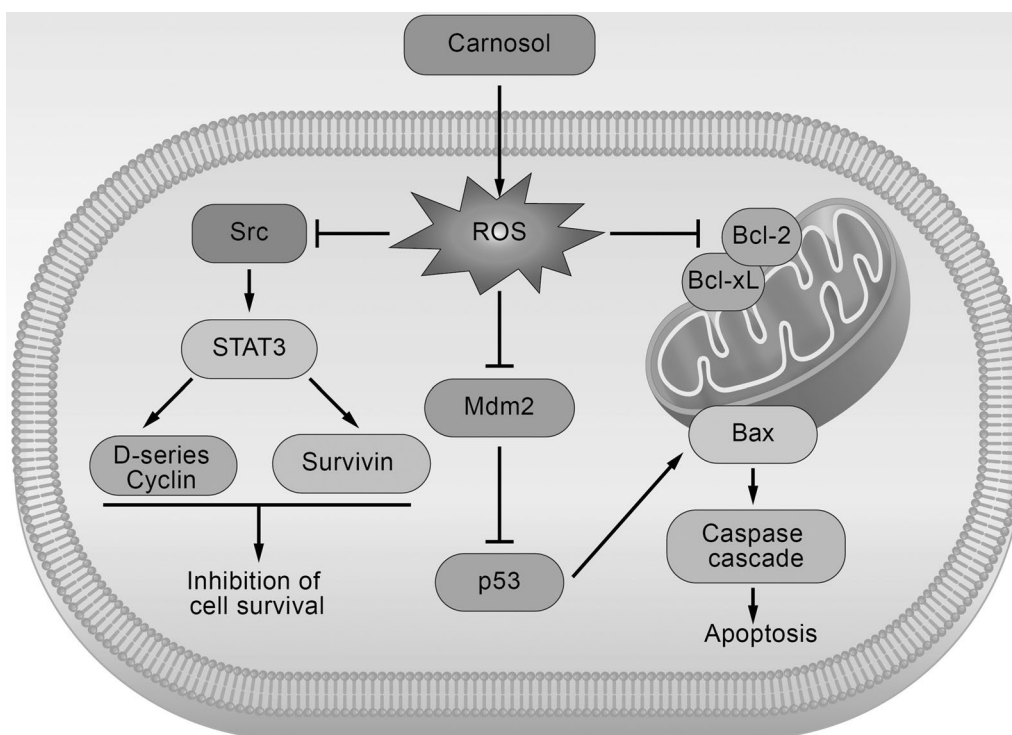 Carnosol
ROS
Src
Bcl-2
Bcl-xL
STAT3
Mdm2
Bax
D-series
Cyclin
Survivin
Caspase
cascade
p53
Inhibition of
cell survival
Apoptosis